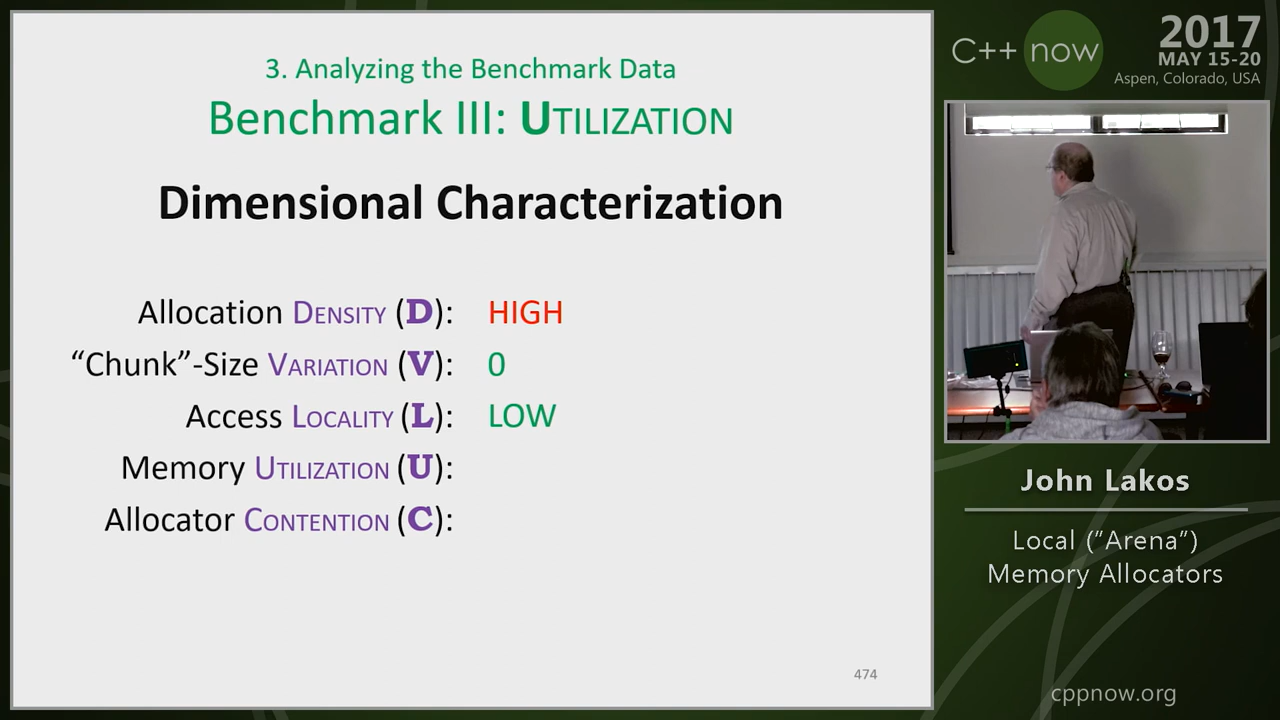 3. Analyzing the Benchmark Data
Benchmark III: UTILIZATION
Dimensional Characterization
Allocation DENSITY (D): HIGH
“Chunk”-Size VARIATION (V): 0
Access LOCALITY (L): LOW
Memory UTILIZATION (U):
Allocator CONTENTION (C):
474
C++ now
2017
MAY 15-20
Aspen, Colorado, USA
John Lakos
Local (“Arena”)
Memory Allocators
cppnow.org